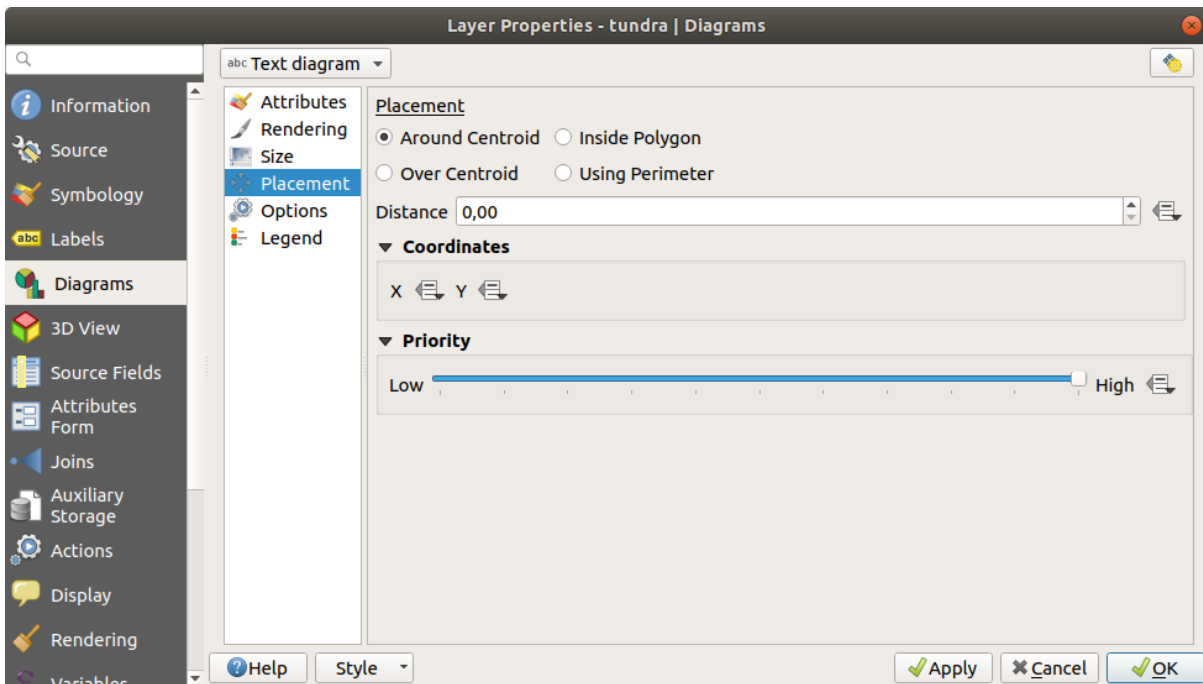 Layer Properties - tundra | Diagrams
abc Text diagram
Information
Source
Symbology
abc Labels
Diagrams
3D View
Source Fields
Attributes
Form
Joins
Auxiliary
Storage
Actions
Display
Rendering
Variables
Attributes
Rendering
Size
Placement
Options
Legend
Placement
Around Centroid Inside Polygon
Over Centroid Using Perimeter
Distance 0,00
Coordinates
X Y
Priority
Low High
Help Style Apply Cancel OK